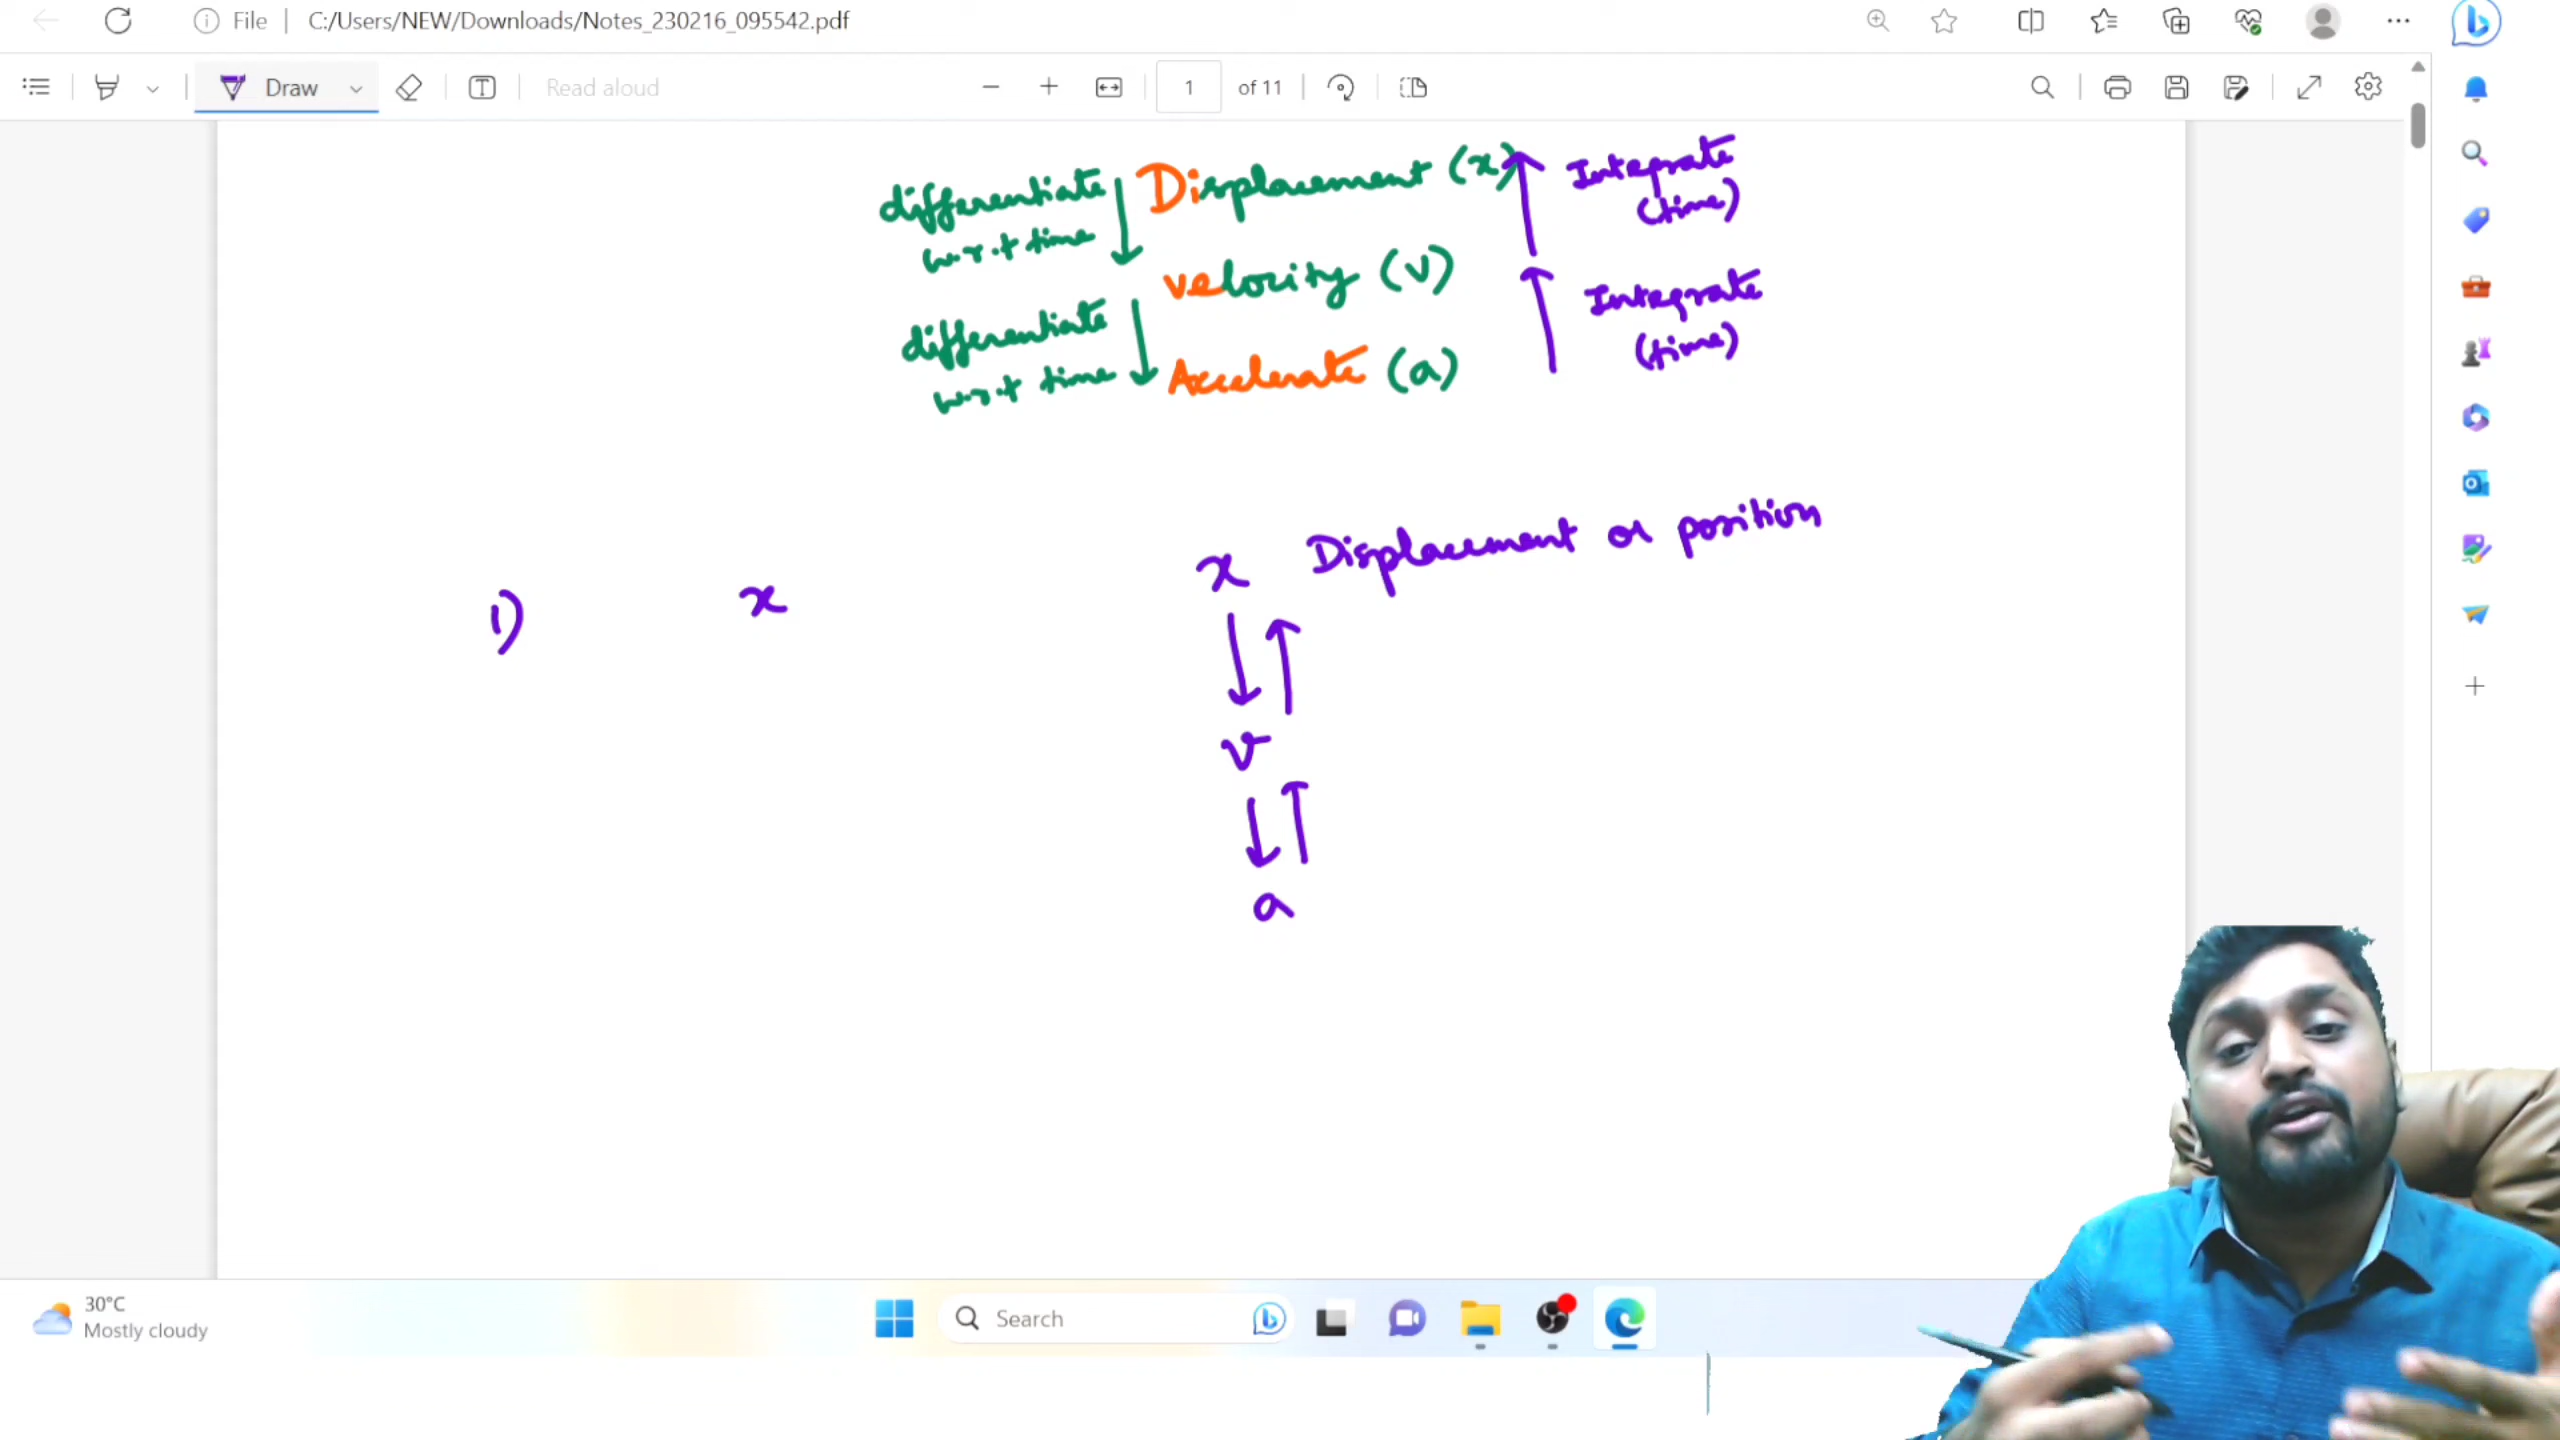 File | C:/Users/NEW/Downloads/Notes_230216_095542.pdf
Draw Read aloud 1 of 11
differentiate Displacement (x) Integrate
w.r.t time (time)
velocity (v) Integrate
differentiate (time)
w.r.t time Accelerate (a)
x Displacement or position
1) x
v
a
30°C
Mostly cloudy
Search